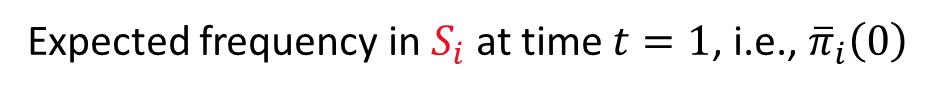 Expected frequency in Sᵢ at time t = 1, i.e., π̄ᵢ(0)